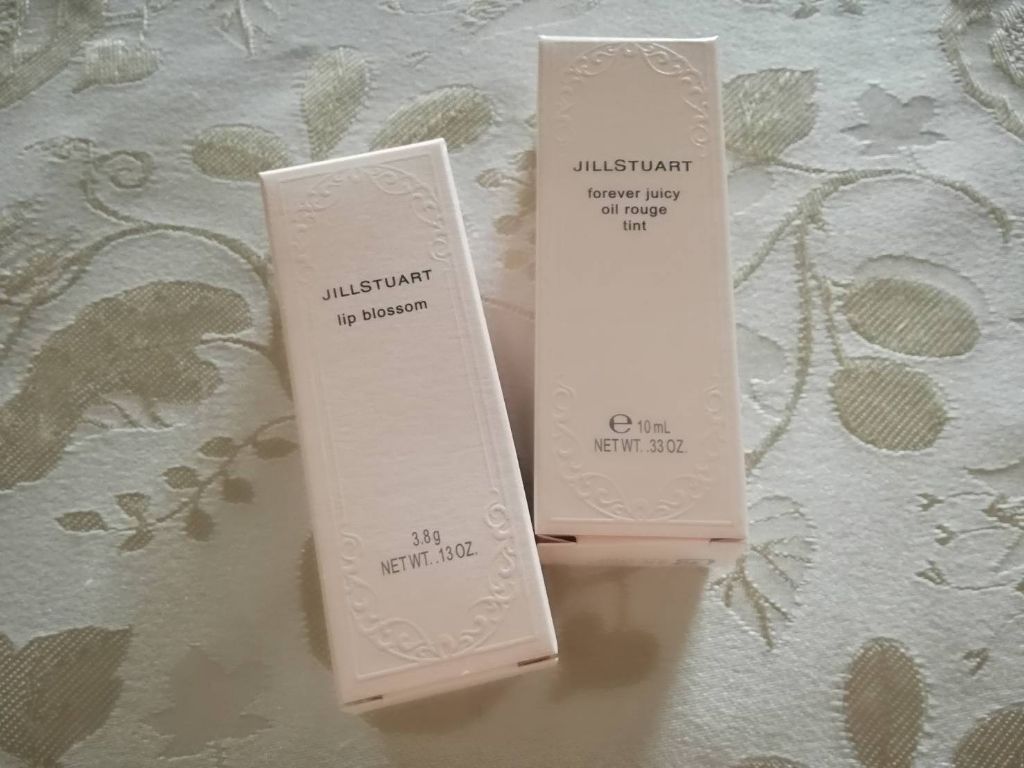 JILLSTUART
lip blossom
3.8g
NET WT. .13 OZ.
JILLSTUART
forever juicy
oil rouge
tint
e 10 mL
NET WT. .33 OZ.